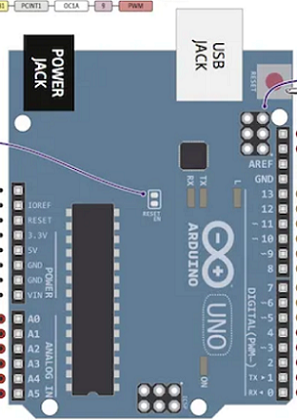 PCINT1 OC1A 9 PWM
POWER JACK
USB JACK
RESET
AREF
GND
13
12
~ 11
~ 10
~ 9
8
7
~ 6
~ 5
4
~ 3
2
TX ▸ 1
RX ◂ 0
RX
TX
L
RESET EN
IOREF
RESET
3.3V
5V
GND
GND
VIN
POWER
ARDUINO
UNO
DIGITAL (PWM~)
ON
ICSP
A0
A1
A2
A3
A4
A5
ANALOG IN